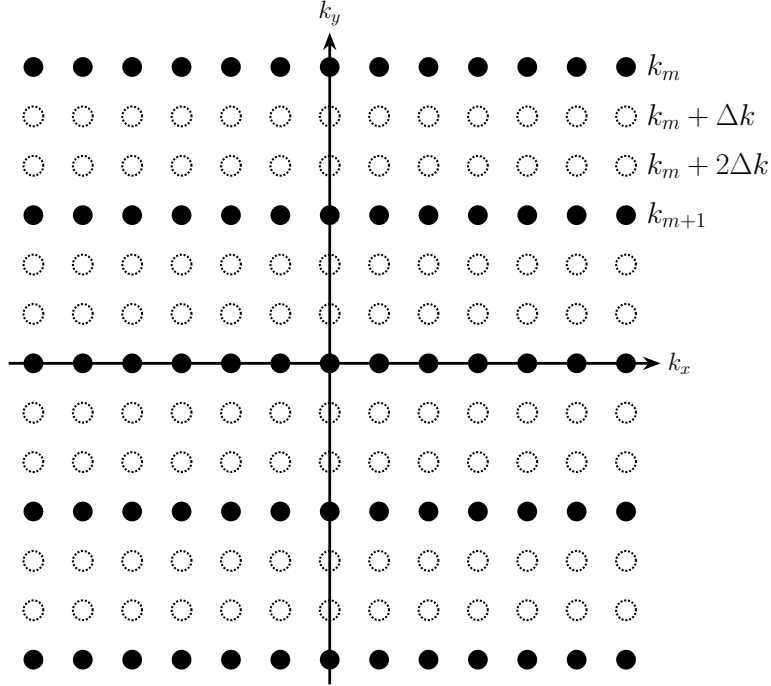 k_y
k_m
k_m + Δk
k_m + 2Δk
k_{m+1}
k_x